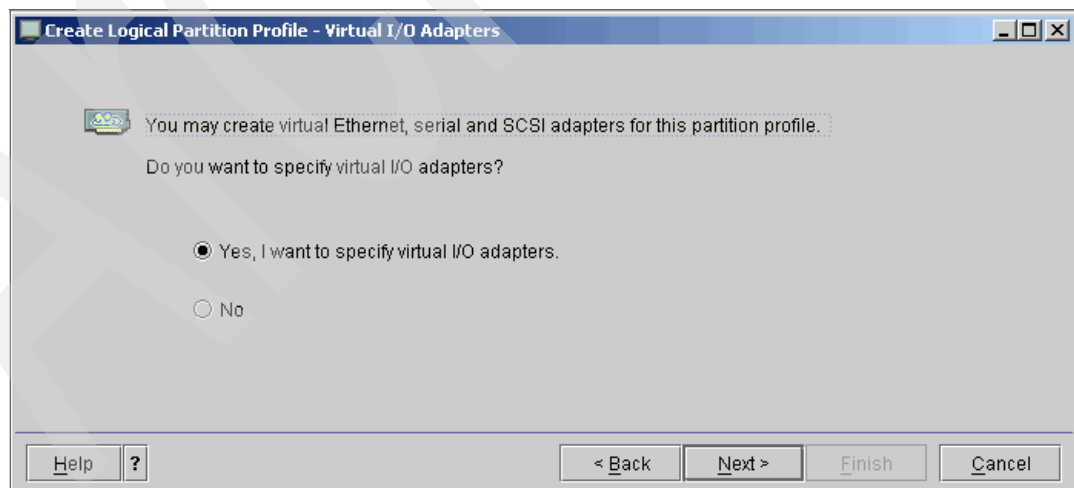 Create Logical Partition Profile - Virtual I/O Adapters
You may create virtual Ethernet, serial and SCSI adapters for this partition profile.
Do you want to specify virtual I/O adapters?
Yes, I want to specify virtual I/O adapters.
No
Help ? < Back Next > Finish Cancel